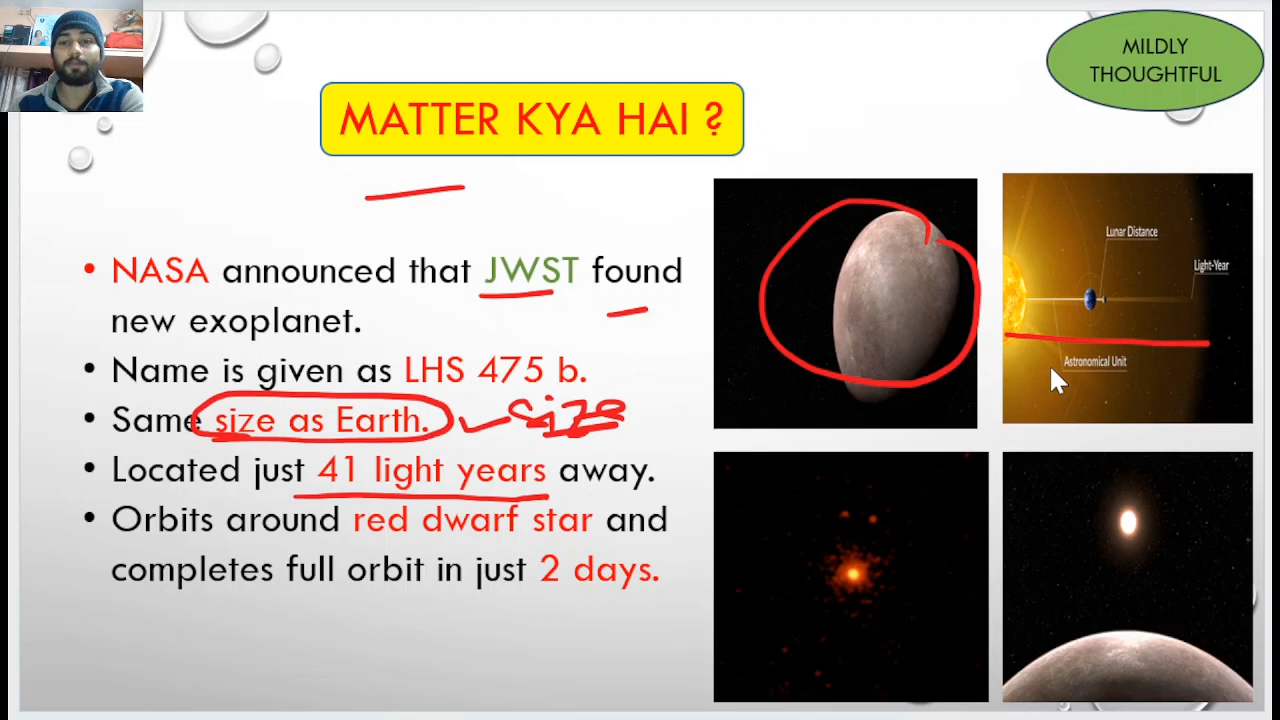 MILDLY
THOUGHTFUL
MATTER KYA HAI ?
• NASA announced that JWST found
new exoplanet.
• Name is given as LHS 475 b.
• Same size as Earth. size
• Located just 41 light years away.
• Orbits around red dwarf star and
completes full orbit in just 2 days.
Lunar Distance
Light-Year
Astronomical Unit